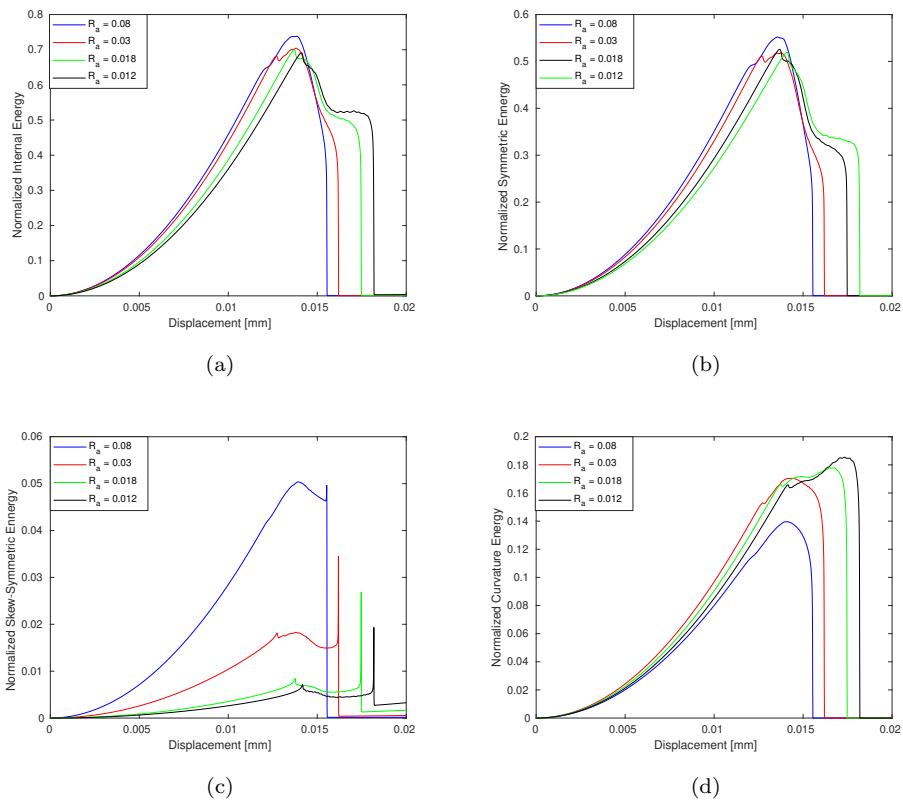 R_a = 0.08
R_a = 0.03
R_a = 0.018
R_a = 0.012
Normalized Internal Energy
0.8
0.7
0.6
0.5
0.4
0.3
0.2
0.1
0
0 0.005 0.01 0.015 0.02
Displacement [mm]
(a)
R_a = 0.08
R_a = 0.03
R_a = 0.018
R_a = 0.012
Normalized Symmetric Energy
0.6
0.5
0.4
0.3
0.2
0.1
0
0 0.005 0.01 0.015 0.02
Displacement [mm]
(b)
R_a = 0.08
R_a = 0.03
R_a = 0.018
R_a = 0.012
Normalized Skew-Symmetric Ennergy
0.06
0.05
0.04
0.03
0.02
0.01
0
0 0.005 0.01 0.015 0.02
Displacement [mm]
(c)
R_a = 0.08
R_a = 0.03
R_a = 0.018
R_a = 0.012
Normalized Curvature Energy
0.2
0.18
0.16
0.14
0.12
0.1
0.08
0.06
0.04
0.02
0
0 0.005 0.01 0.015 0.02
Displacement [mm]
(d)